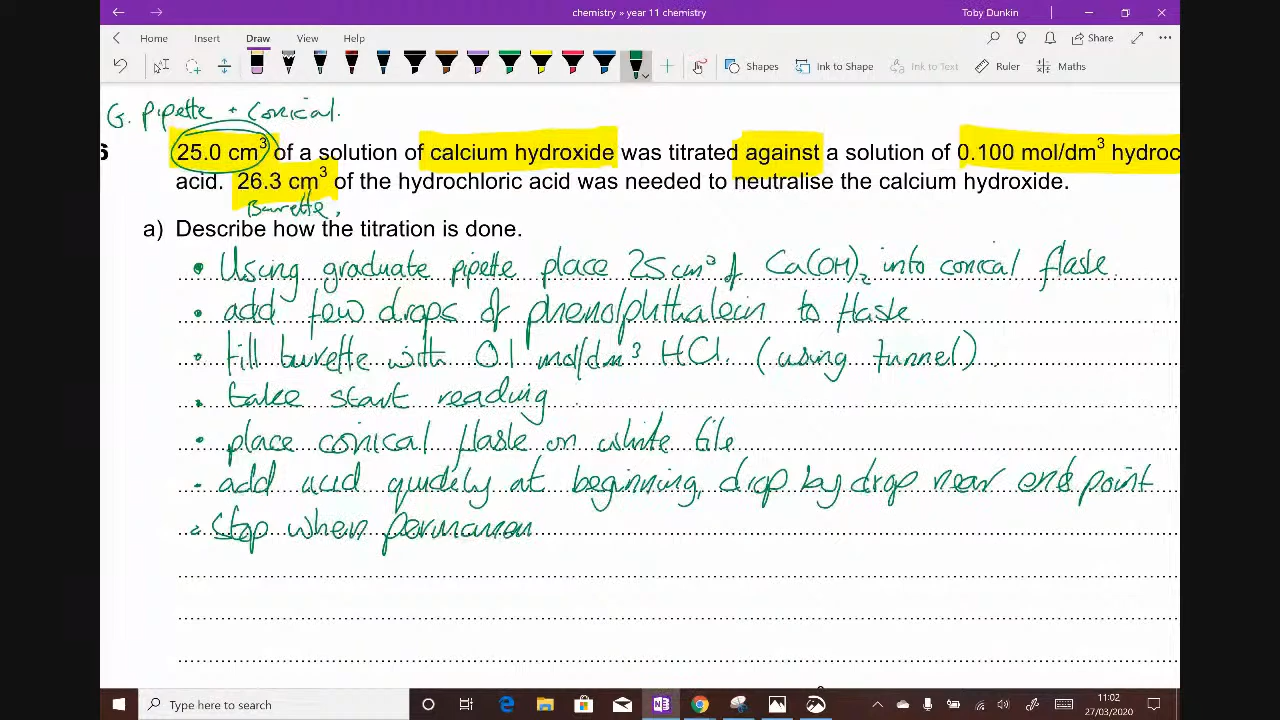 chemistry » year 11 chemistry
Toby Dunkin
Home Insert Draw View Help
Share
Shapes Ink to Shape Ink to Text Ruler Maths
G. Pipette + Conical.
6 25.0 cm³ of a solution of calcium hydroxide was titrated against a solution of 0.100 mol/dm³ hydroc
acid. 26.3 cm³ of the hydrochloric acid was needed to neutralise the calcium hydroxide.
Burette,
a) Describe how the titration is done.
• Using graduate pipette place 25cm³ of Ca(OH)₂ into conical flask
• add few drops of phenolphthalein to flask
• fill burette with 0.1 mol/dm³ HCl. (using funnel)
• take start reading
• place conical flask on white tile
• add acid quickly at beginning, drop by drop near end point
• Stop when permanen
Type here to search
11:02
27/03/2020